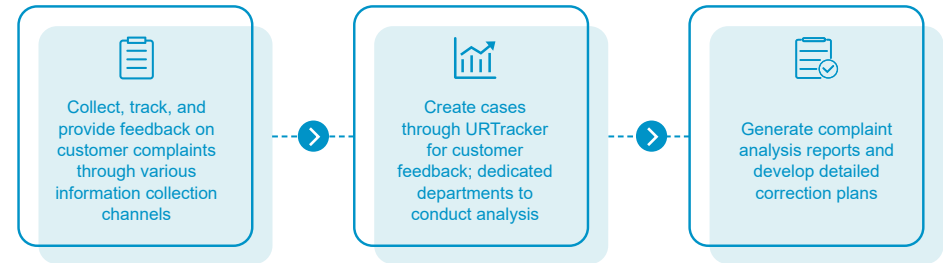 Collect, track, and
provide feedback on
customer complaints
through various
information collection
channels
Create cases
through URTracker
for customer
feedback; dedicated
departments to
conduct analysis
Generate complaint
analysis reports and
develop detailed
correction plans